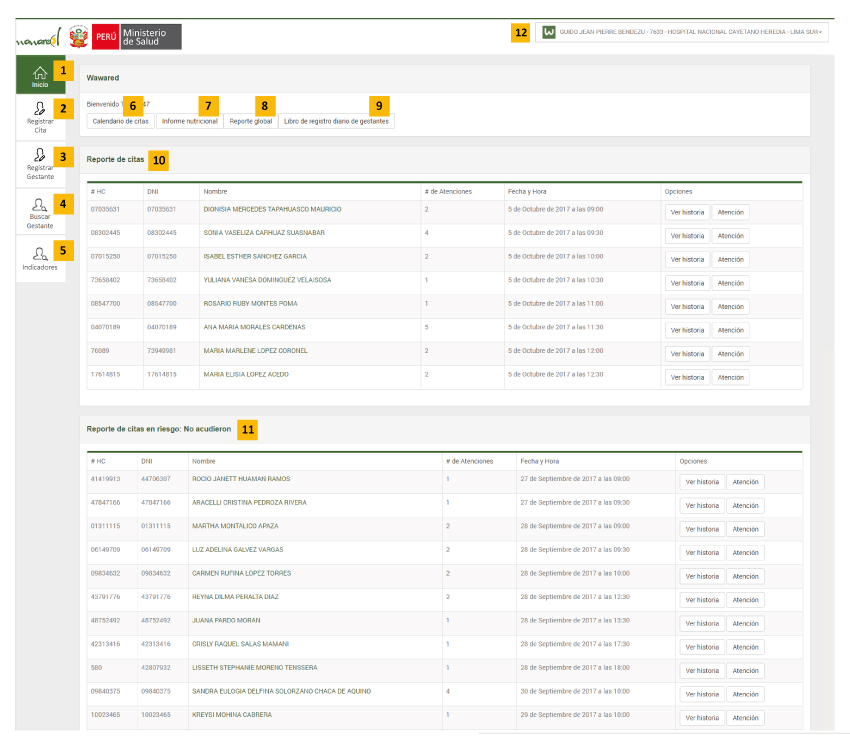 wawared
PERÚ Ministerio de Salud
12 GUIDO JEAN PIERRE BENDEZU - 7633 - HOSPITAL NACIONAL CAYETANO HEREDIA - LIMA SUR
1 Inicio
2 Registrar Cita
3 Registrar Gestante
4 Buscar Gestante
5 Indicadores
Wawared
Bienvenido 47
6 7 8 9
Calendario de citas Informe nutricional Reporte global Libro de registro diario de gestantes
Reporte de citas 10
# HC DNI Nombre # de Atenciones Fecha y Hora Opciones
07035631 07035631 DIONISIA MERCEDES TAPAHUASCO MAURICIO 2 5 de Octubre de 2017 a las 09:00 Ver historia Atención
08302445 08302445 SONIA VASELIZA CARHUAZ SUASNABAR 4 5 de Octubre de 2017 a las 09:30 Ver historia Atención
07015250 07015250 ISABEL ESTHER SANCHEZ GARCIA 2 5 de Octubre de 2017 a las 10:00 Ver historia Atención
73658402 73658402 YULIANA VANESA DOMINGUEZ VELAISOSA 1 5 de Octubre de 2017 a las 10:30 Ver historia Atención
08547700 08547700 ROSARIO RUBY MONTES POMA 1 5 de Octubre de 2017 a las 11:00 Ver historia Atención
04070189 04070189 ANA MARIA MORALES CARDENAS 5 5 de Octubre de 2017 a las 11:30 Ver historia Atención
76089 73949981 MARIA MARLENE LOPEZ CORONEL 2 5 de Octubre de 2017 a las 12:00 Ver historia Atención
17614815 17614815 MARIA ELISIA LOPEZ ACEDO 2 5 de Octubre de 2017 a las 12:30 Ver historia Atención
Reporte de citas en riesgo: No acudieron 11
# HC DNI Nombre # de Atenciones Fecha y Hora Opciones
41419913 44706307 ROCIO JANETT HUAMAN RAMOS 1 27 de Septiembre de 2017 a las 09:00 Ver historia Atención
47847166 47847166 ARACELLI CRISTINA PEDROZA RIVERA 1 27 de Septiembre de 2017 a las 09:30 Ver historia Atención
01311115 01311115 MARTHA MONTALICO APAZA 2 28 de Septiembre de 2017 a las 09:00 Ver historia Atención
06149709 06149709 LUZ ADELINA GALVEZ VARGAS 2 28 de Septiembre de 2017 a las 09:30 Ver historia Atención
09834632 09834632 CARMEN RUFINA LOPEZ TORRES 2 28 de Septiembre de 2017 a las 10:00 Ver historia Atención
43791776 43791776 REYNA DILMA PERALTA DIAZ 2 28 de Septiembre de 2017 a las 12:30 Ver historia Atención
48752492 48752492 JUANA PARDO MORAN 1 28 de Septiembre de 2017 a las 13:30 Ver historia Atención
42313416 42313416 CRISLY RAQUEL SALAS MAMANI 1 28 de Septiembre de 2017 a las 17:30 Ver historia Atención
580 42807932 LISSETH STEPHANIE MORENO TENSSERA 1 28 de Septiembre de 2017 a las 18:00 Ver historia Atención
09840375 09840375 SANDRA EULOGIA DELFINA SOLORZANO CHACA DE AQUINO 4 30 de Septiembre de 2017 a las 10:00 Ver historia Atención
10023465 10023465 KREYSI MOHINA CABRERA 1 29 de Septiembre de 2017 a las 10:00 Ver historia Atención